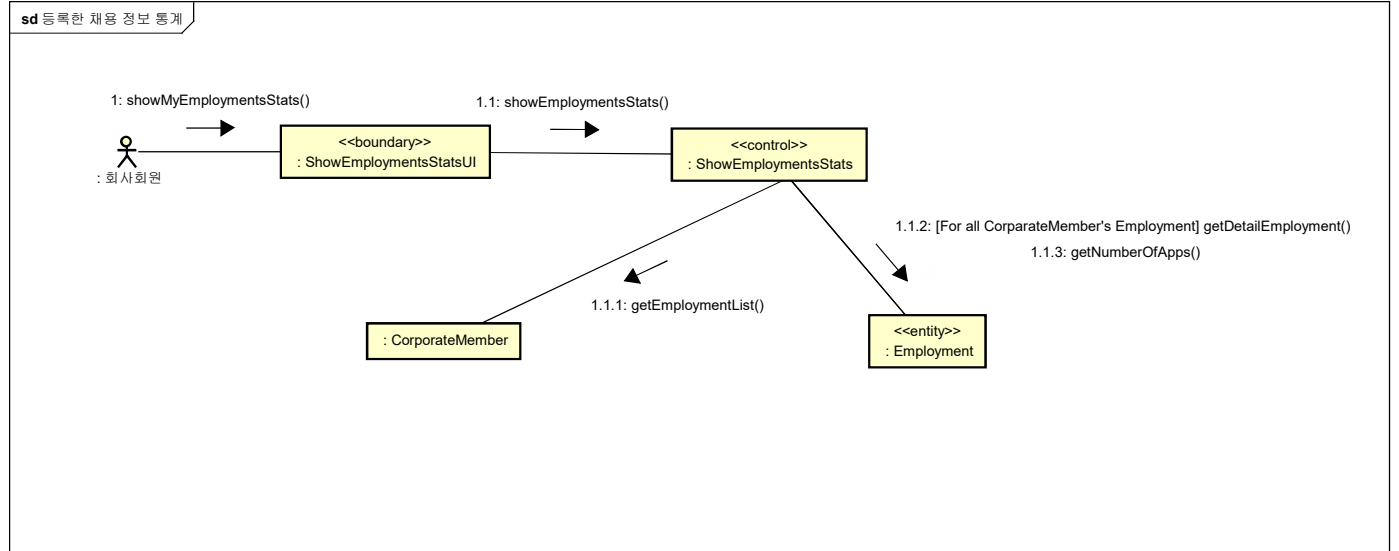 sd 등록한 채용 정보 통계
1: showMyEmploymentsStats()
1.1: showEmploymentsStats()
<<boundary>>
: ShowEmploymentsStatsUI
<<control>>
: ShowEmploymentsStats
: 회사회원
1.1.2: [For all CorparateMember's Employment] getDetailEmployment()
1.1.3: getNumberOfApps()
1.1.1: getEmploymentList()
: CorporateMember
<<entity>>
: Employment